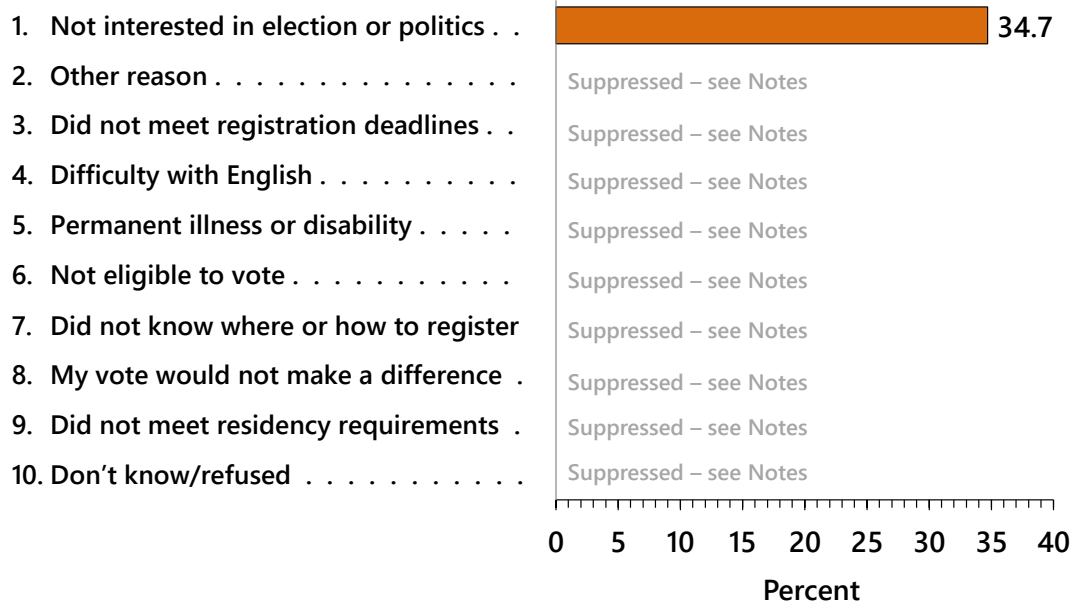 1. Not interested in election or politics . . 34.7
2. Other reason . . . . . . . . . . . . . . . Suppressed – see Notes
3. Did not meet registration deadlines . . Suppressed – see Notes
4. Difficulty with English . . . . . . . . . . Suppressed – see Notes
5. Permanent illness or disability . . . . . Suppressed – see Notes
6. Not eligible to vote . . . . . . . . . . . Suppressed – see Notes
7. Did not know where or how to register Suppressed – see Notes
8. My vote would not make a difference . Suppressed – see Notes
9. Did not meet residency requirements . Suppressed – see Notes
10. Don’t know/refused . . . . . . . . . . . Suppressed – see Notes
0 5 10 15 20 25 30 35 40
Percent